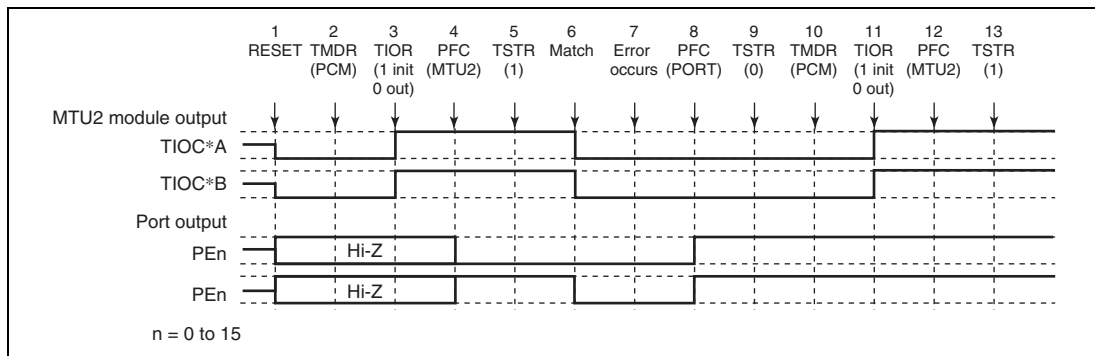 1 2 3 4 5 6 7 8 9 10 11 12 13
RESET TMDR TIOR PFC TSTR Match Error PFC TSTR TMDR TIOR PFC TSTR
(PCM) (1 init (MTU2) (1) occurs (PORT) (0) (PCM) (1 init (MTU2) (1)
0 out) 0 out)
MTU2 module output
TIOC*A
TIOC*B
Port output
PEn Hi-Z
PEn Hi-Z
n = 0 to 15